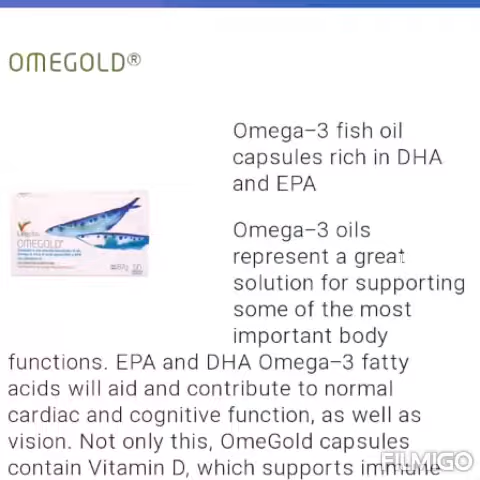 OMEGOLD®
Omega-3 fish oil
capsules rich in DHA
and EPA
OMEGOLD
Omega-3 oils
represent a great
solution for supporting
some of the most
important body
functions. EPA and DHA Omega-3 fatty
acids will aid and contribute to normal
cardiac and cognitive function, as well as
vision. Not only this, OmeGold capsules
contain Vitamin D, which supports immune
FILMIGO